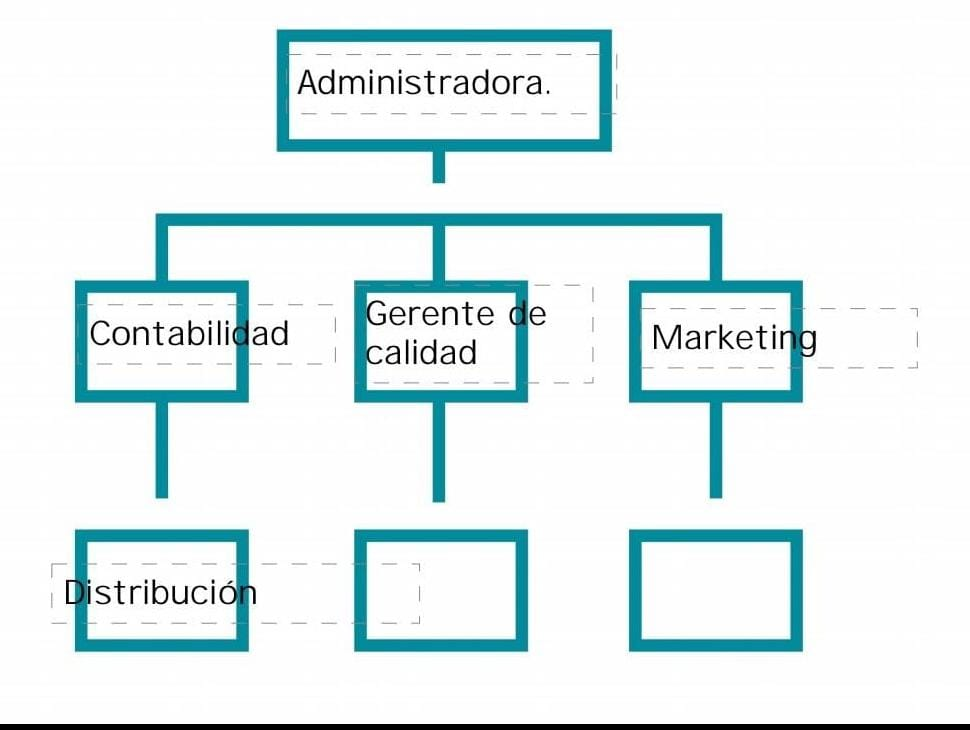 Administradora.
Contabilidad
Gerente de
calidad
Marketing
Distribución